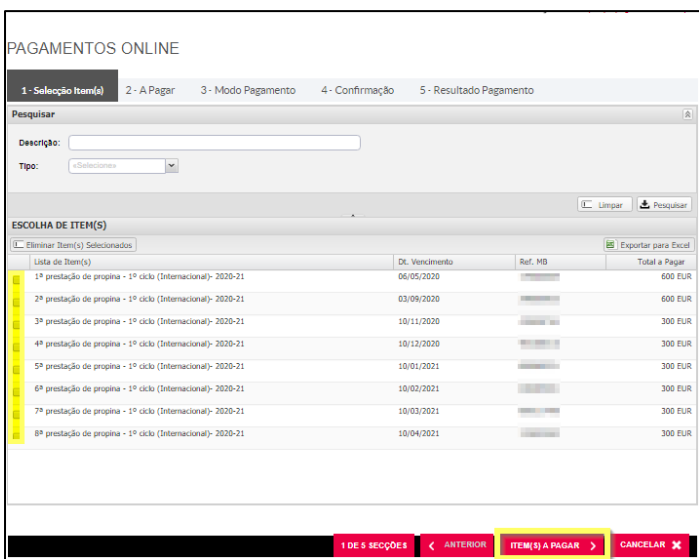 PAGAMENTOS ONLINE
1 - Selecção Item(s) 2 - A Pagar 3 - Modo Pagamento 4 - Confirmação 5 - Resultado Pagamento
Pesquisar
Descrição:
Tipo: «Selecione»
Limpar Pesquisar
ESCOLHA DE ITEM(S)
Eliminar Item(s) Selecionados Exportar para Excel
Lista de Item(s) Dt. Vencimento Ref. MB Total a Pagar
1ª prestação de propina - 1º ciclo (Internacional)- 2020-21 06/05/2020 600 EUR
2ª prestação de propina - 1º ciclo (Internacional)- 2020-21 03/09/2020 600 EUR
3ª prestação de propina - 1º ciclo (Internacional)- 2020-21 10/11/2020 300 EUR
4ª prestação de propina - 1º ciclo (Internacional)- 2020-21 10/12/2020 300 EUR
5ª prestação de propina - 1º ciclo (Internacional)- 2020-21 10/01/2021 300 EUR
6ª prestação de propina - 1º ciclo (Internacional)- 2020-21 10/02/2021 300 EUR
7ª prestação de propina - 1º ciclo (Internacional)- 2020-21 10/03/2021 300 EUR
8ª prestação de propina - 1º ciclo (Internacional)- 2020-21 10/04/2021 300 EUR
1 DE 5 SECÇÕES ANTERIOR ITEM(S) A PAGAR CANCELAR